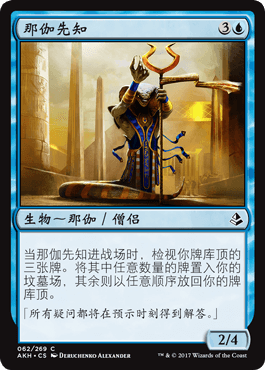 那伽先知 3
生物～那伽／僧侣
当那伽先知进战场时，检视你牌库顶的
三张牌。将其中任意数量的牌置入你的
坟墓场，其余则以任意顺序放回你的牌
库顶。
「所有疑问都将在预示时刻得到解答。」
2/4
062/269 C
AKH • CS DERUCHENKO ALEXANDER
™ & © 2017 Wizards of the Coast